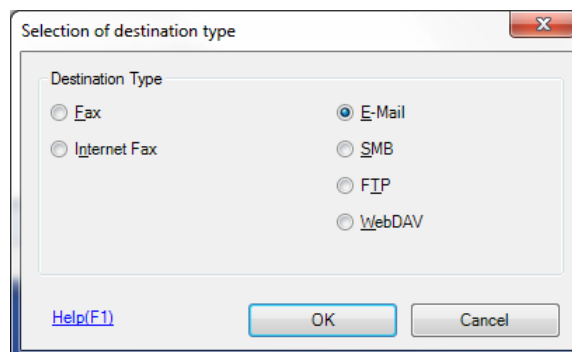 Selection of destination type
Destination Type
Fax
Internet Fax
E-Mail
SMB
FTP
WebDAV
Help(F1)
OK
Cancel